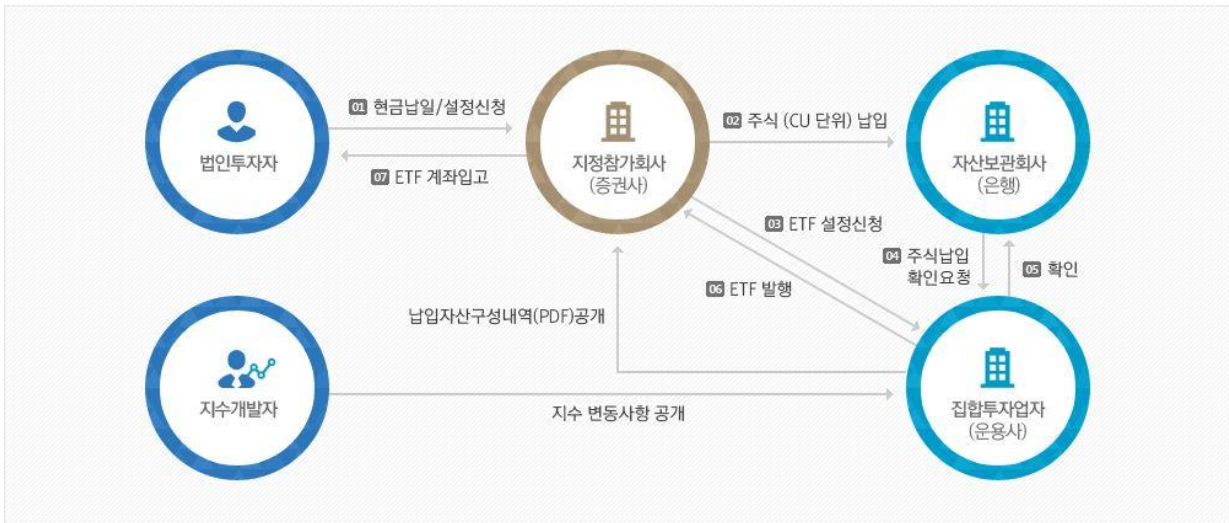 01 현금납일/설정신청
02 주식 (CU 단위) 납입
법인투자자
지정참가회사
(증권사)
자산보관회사
(은행)
07 ETF 계좌입고
03 ETF 설정신청
04 주식납입
확인요청
05 확인
06 ETF 발행
납입자산구성내역(PDF)공개
지수개발자
지수 변동사항 공개
집합투자업자
(운용사)